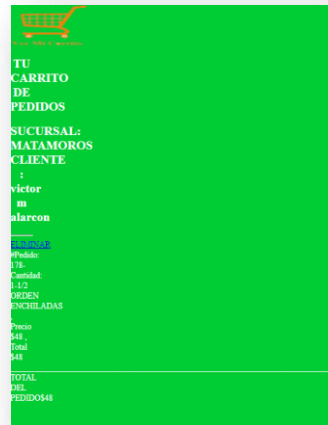 TU
CARRITO
DE
PEDIDOS
SUCURSAL:
MATAMOROS
CLIENTE
:
victor
m
alarcon
ELIMINAR
#Pedido:
178-
Cantidad:
1-1/2
ORDEN
ENCHILADAS
,
Precio
$48 ,
Total
$48
TOTAL
DEL
PEDIDO$48